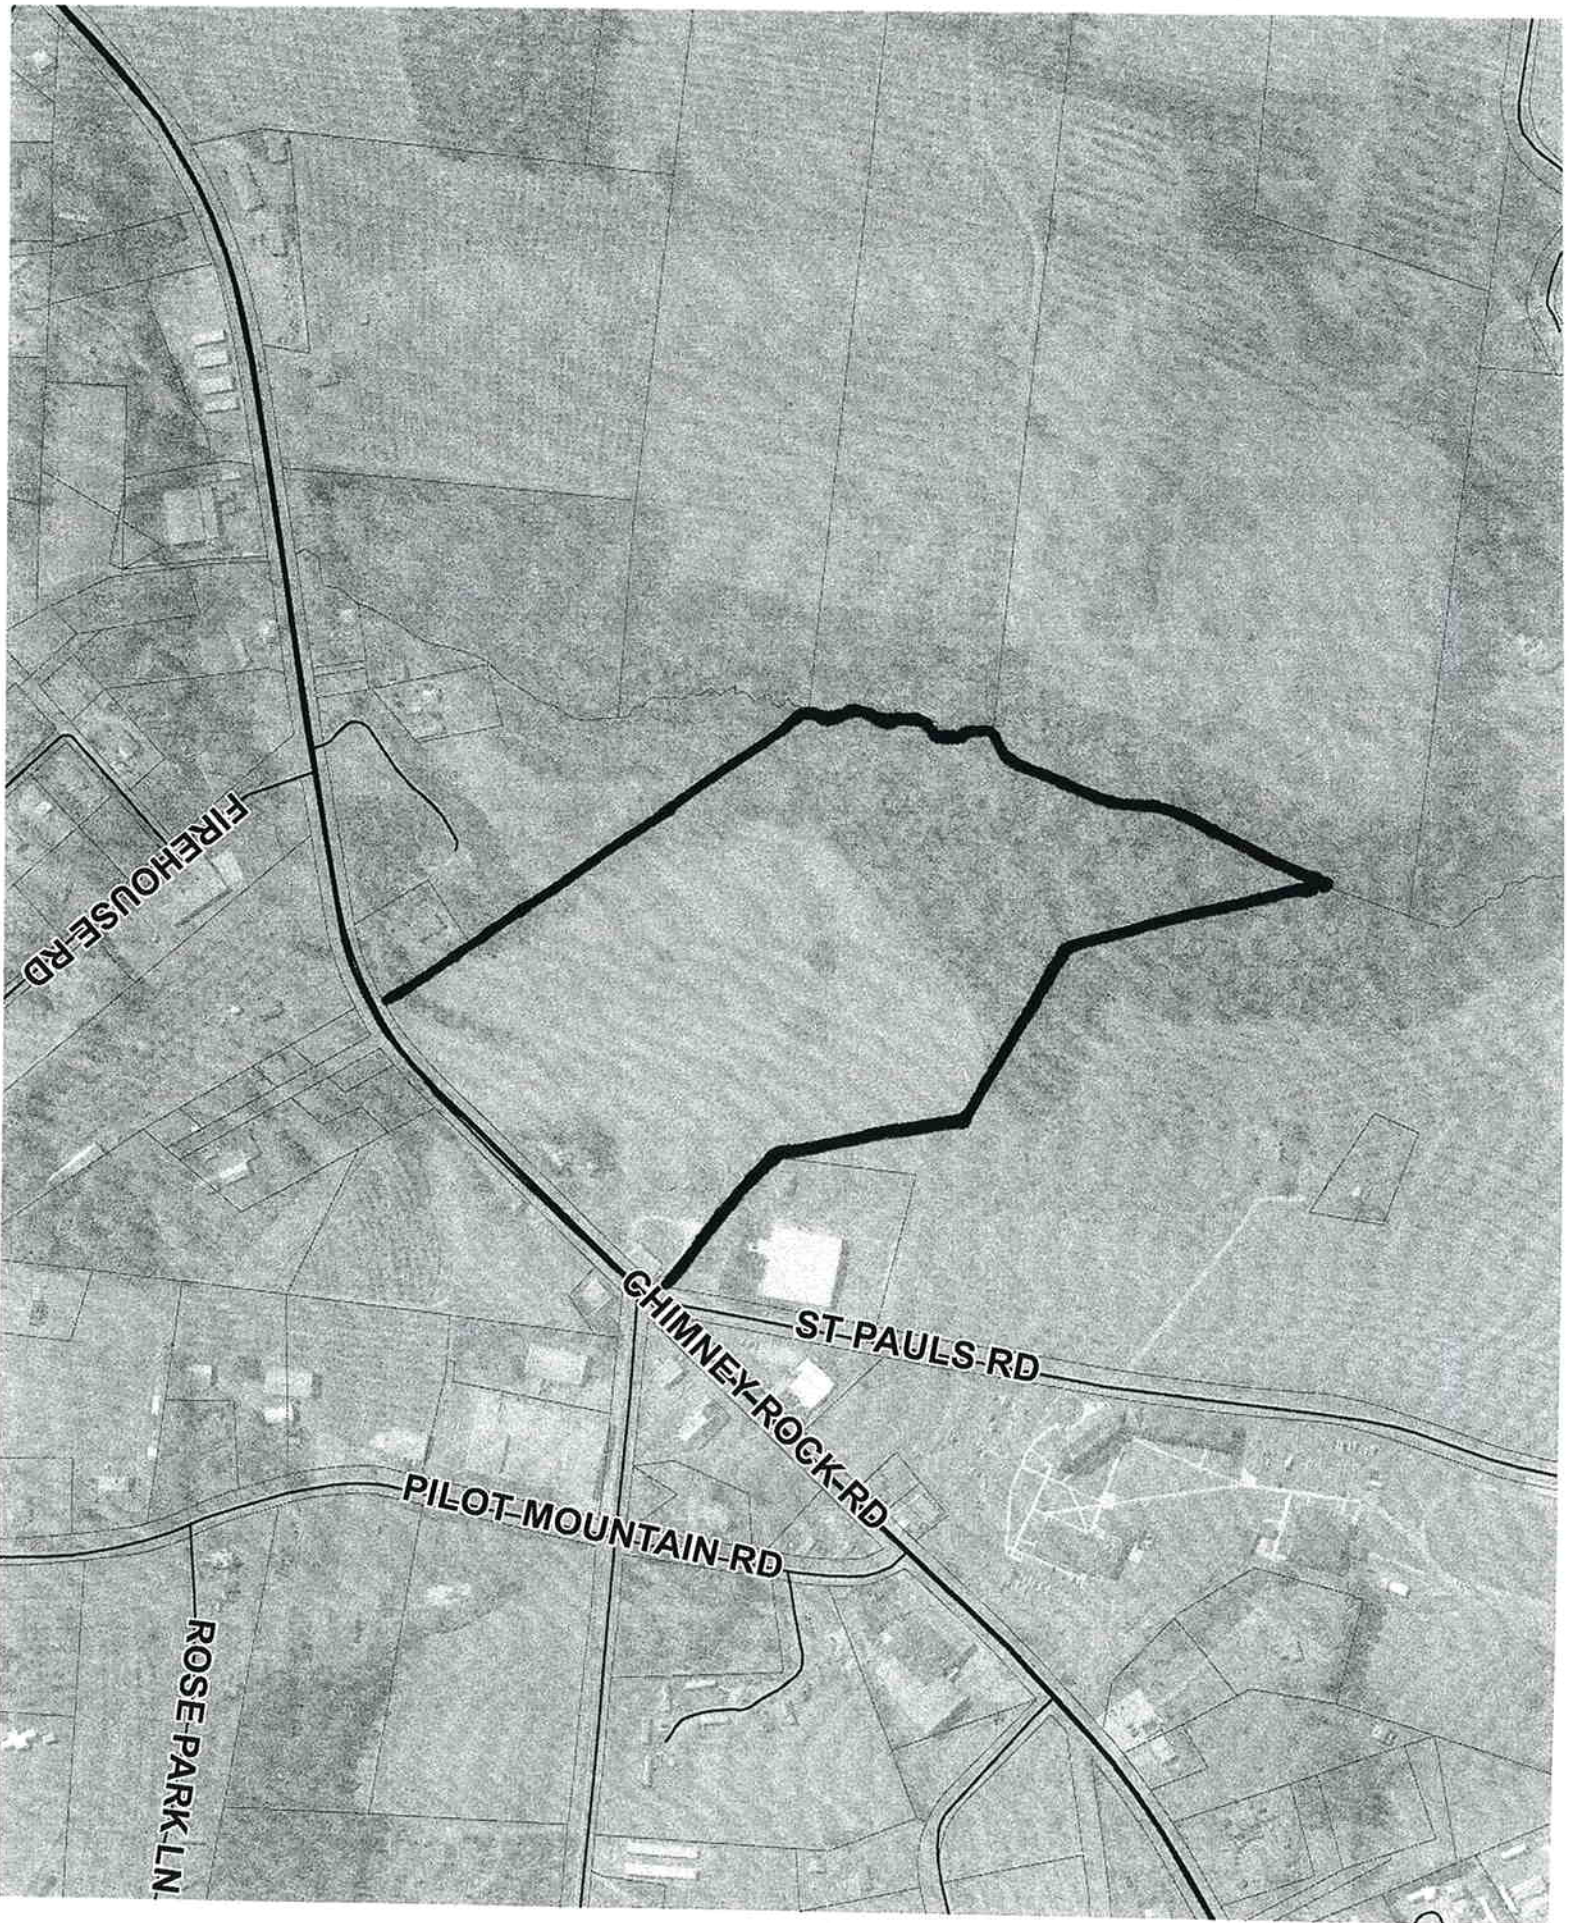 FIREHOUSE RD
CHIMNEY ROCK RD
ST PAULS RD
PILOT MOUNTAIN RD
ROSE PARK LN